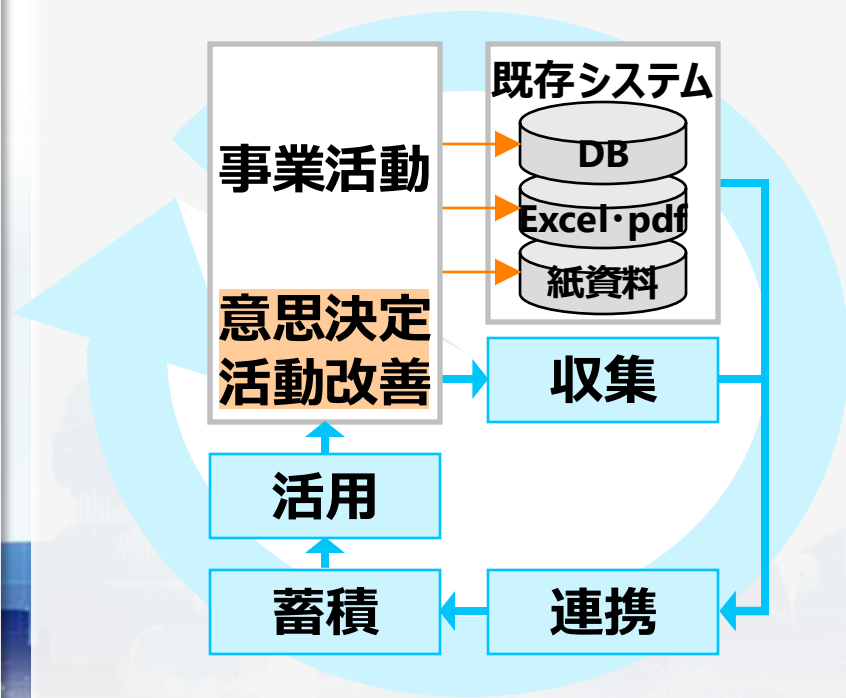 既存システム
DB
Excel・pdf
紙資料
事業活動
意思決定
活動改善
収集
活用
蓄積
連携